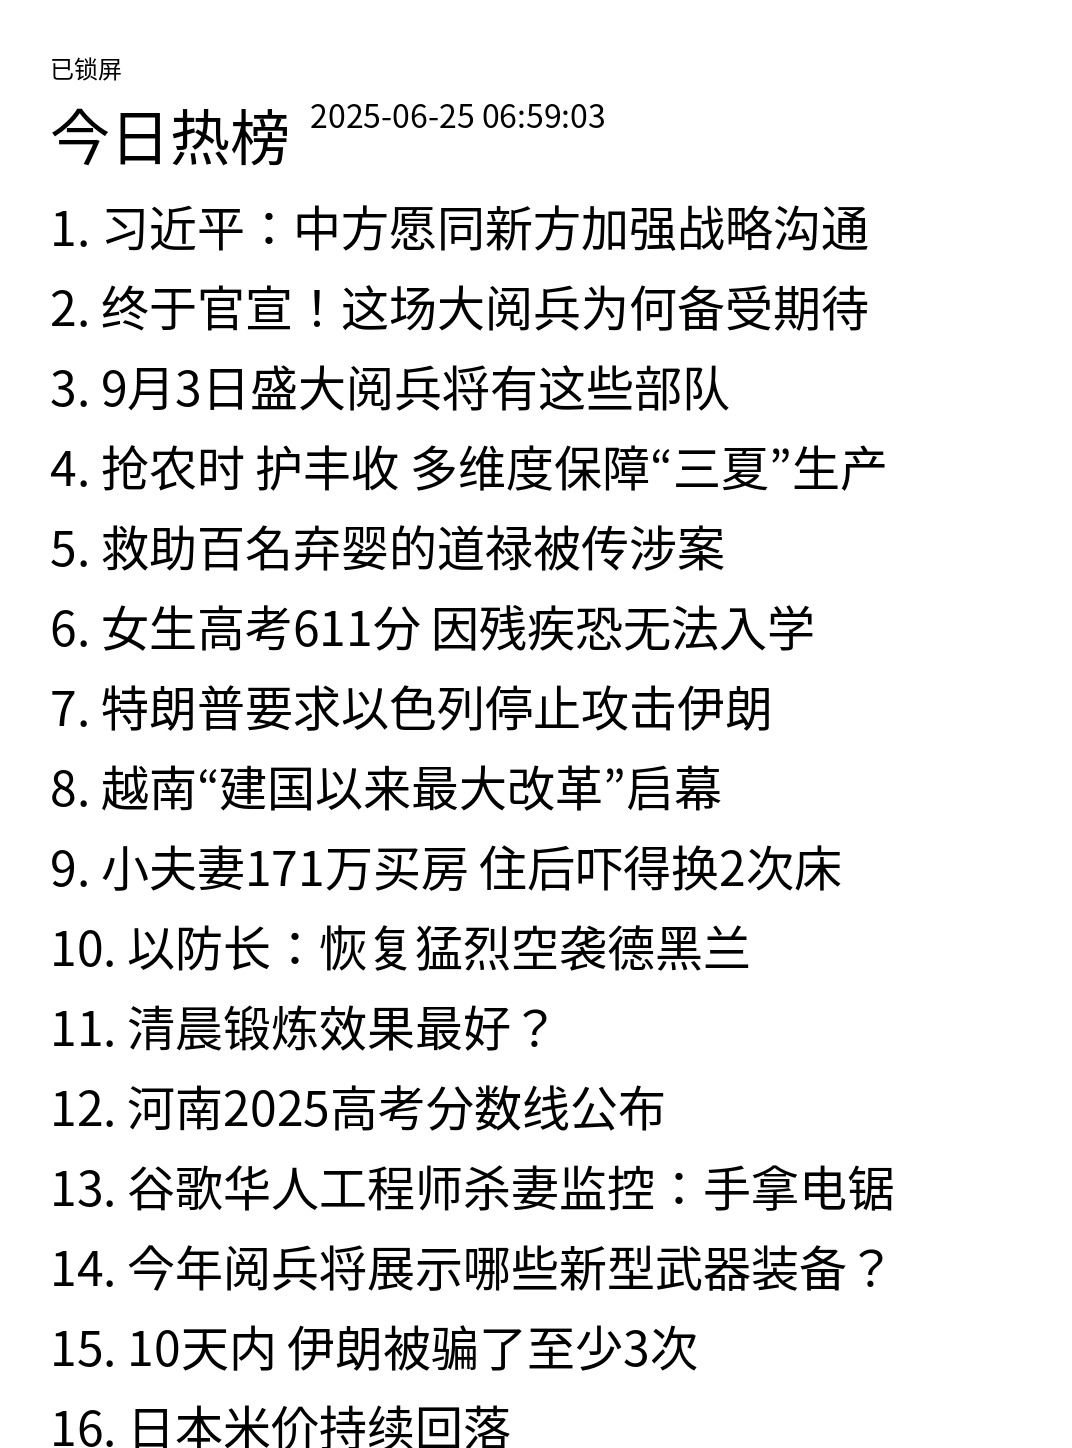 已锁屏
今日热榜 2025-06-25 06:59:03
1. 习近平：中方愿同新方加强战略沟通
2. 终于官宣！这场大阅兵为何备受期待
3. 9月3日盛大阅兵将有这些部队
4. 抢农时 护丰收 多维度保障“三夏”生产
5. 救助百名弃婴的道禄被传涉案
6. 女生高考611分 因残疾恐无法入学
7. 特朗普要求以色列停止攻击伊朗
8. 越南“建国以来最大改革”启幕
9. 小夫妻171万买房 住后吓得换2次床
10. 以防长：恢复猛烈空袭德黑兰
11. 清晨锻炼效果最好？
12. 河南2025高考分数线公布
13. 谷歌华人工程师杀妻监控：手拿电锯
14. 今年阅兵将展示哪些新型武器装备？
15. 10天内 伊朗被骗了至少3次
16. 日本米价持续回落